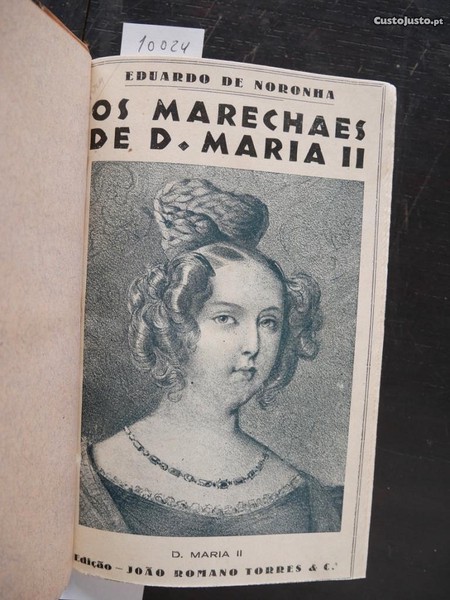 CustoJusto.pt
10024
EDUARDO DE NORONHA
OS MARECHAES
DE D. MARIA II
D. MARIA II
Edição — JOÃO ROMANO TORRES & C.ª